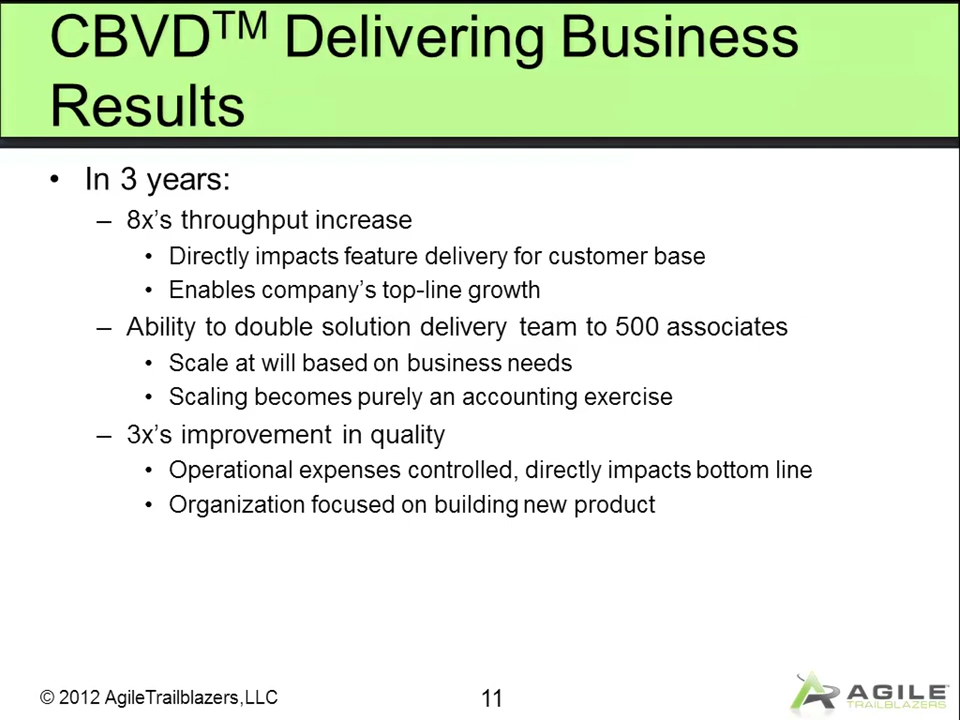 CBVD™ Delivering Business
Results
• In 3 years:
– 8x’s throughput increase
• Directly impacts feature delivery for customer base
• Enables company’s top-line growth
– Ability to double solution delivery team to 500 associates
• Scale at will based on business needs
• Scaling becomes purely an accounting exercise
– 3x’s improvement in quality
• Operational expenses controlled, directly impacts bottom line
• Organization focused on building new product
© 2012 AgileTrailblazers,LLC
11
AGILE
TRAILBLAZERS